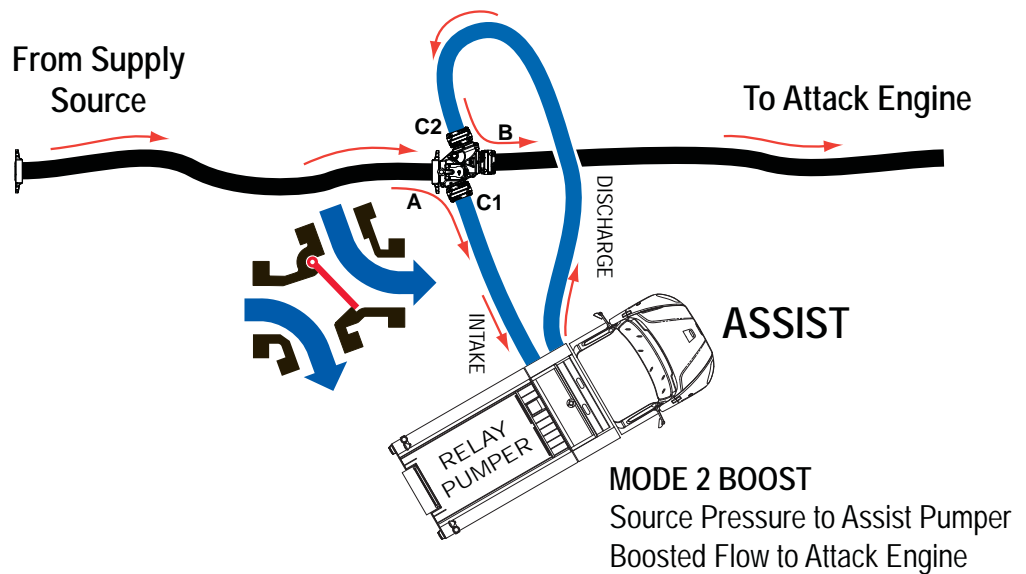 From Supply
Source
To Attack Engine
C2
B
A
C1
DISCHARGE
INTAKE
ASSIST
RELAY
PUMPER
MODE 2 BOOST
Source Pressure to Assist Pumper
Boosted Flow to Attack Engine